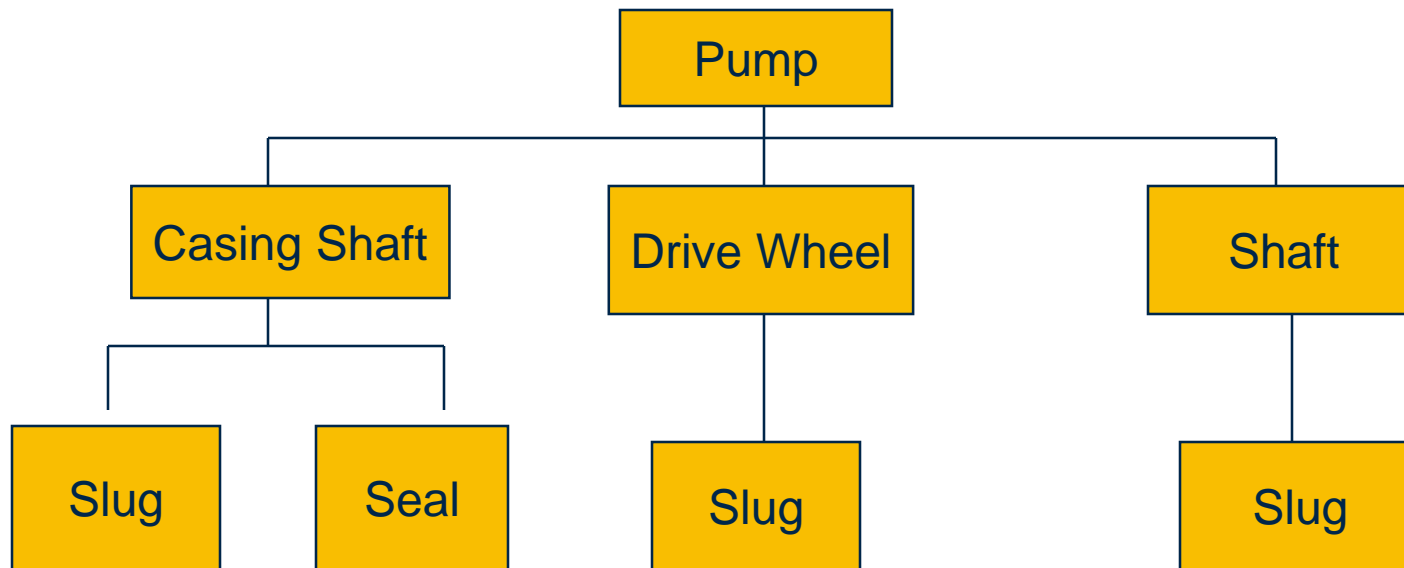 Pump
Casing Shaft
Drive Wheel
Shaft
Slug
Seal
Slug
Slug